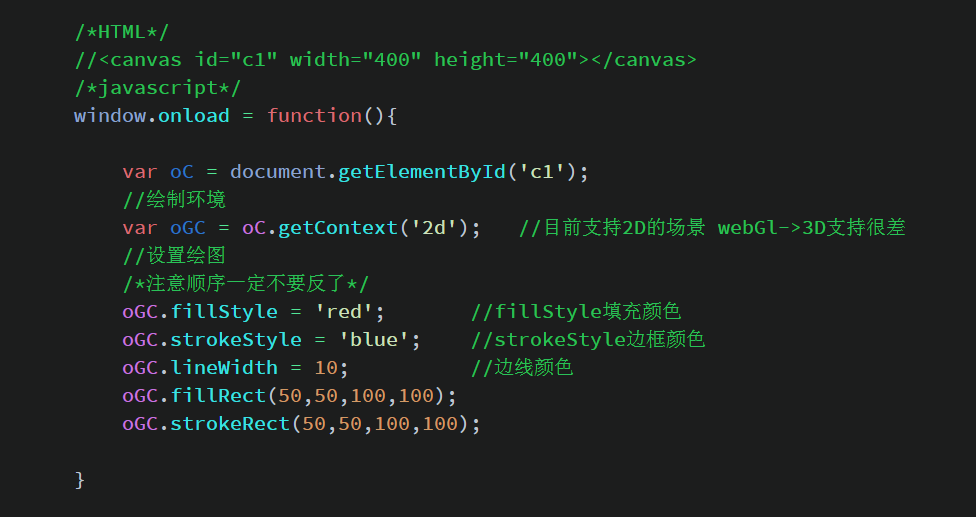 /*HTML*/
//<canvas id="c1" width="400" height="400"></canvas>
/*javascript*/
window.onload = function(){
var oC = document.getElementById('c1');
//绘制环境
var oGC = oC.getContext('2d');   //目前支持2D的场景 webGl->3D支持很差
//设置绘图
/*注意顺序一定不要反了*/
oGC.fillStyle = 'red';       //fillStyle填充颜色
oGC.strokeStyle = 'blue';    //strokeStyle边框颜色
oGC.lineWidth = 10;          //边线颜色
oGC.fillRect(50,50,100,100);
oGC.strokeRect(50,50,100,100);
}